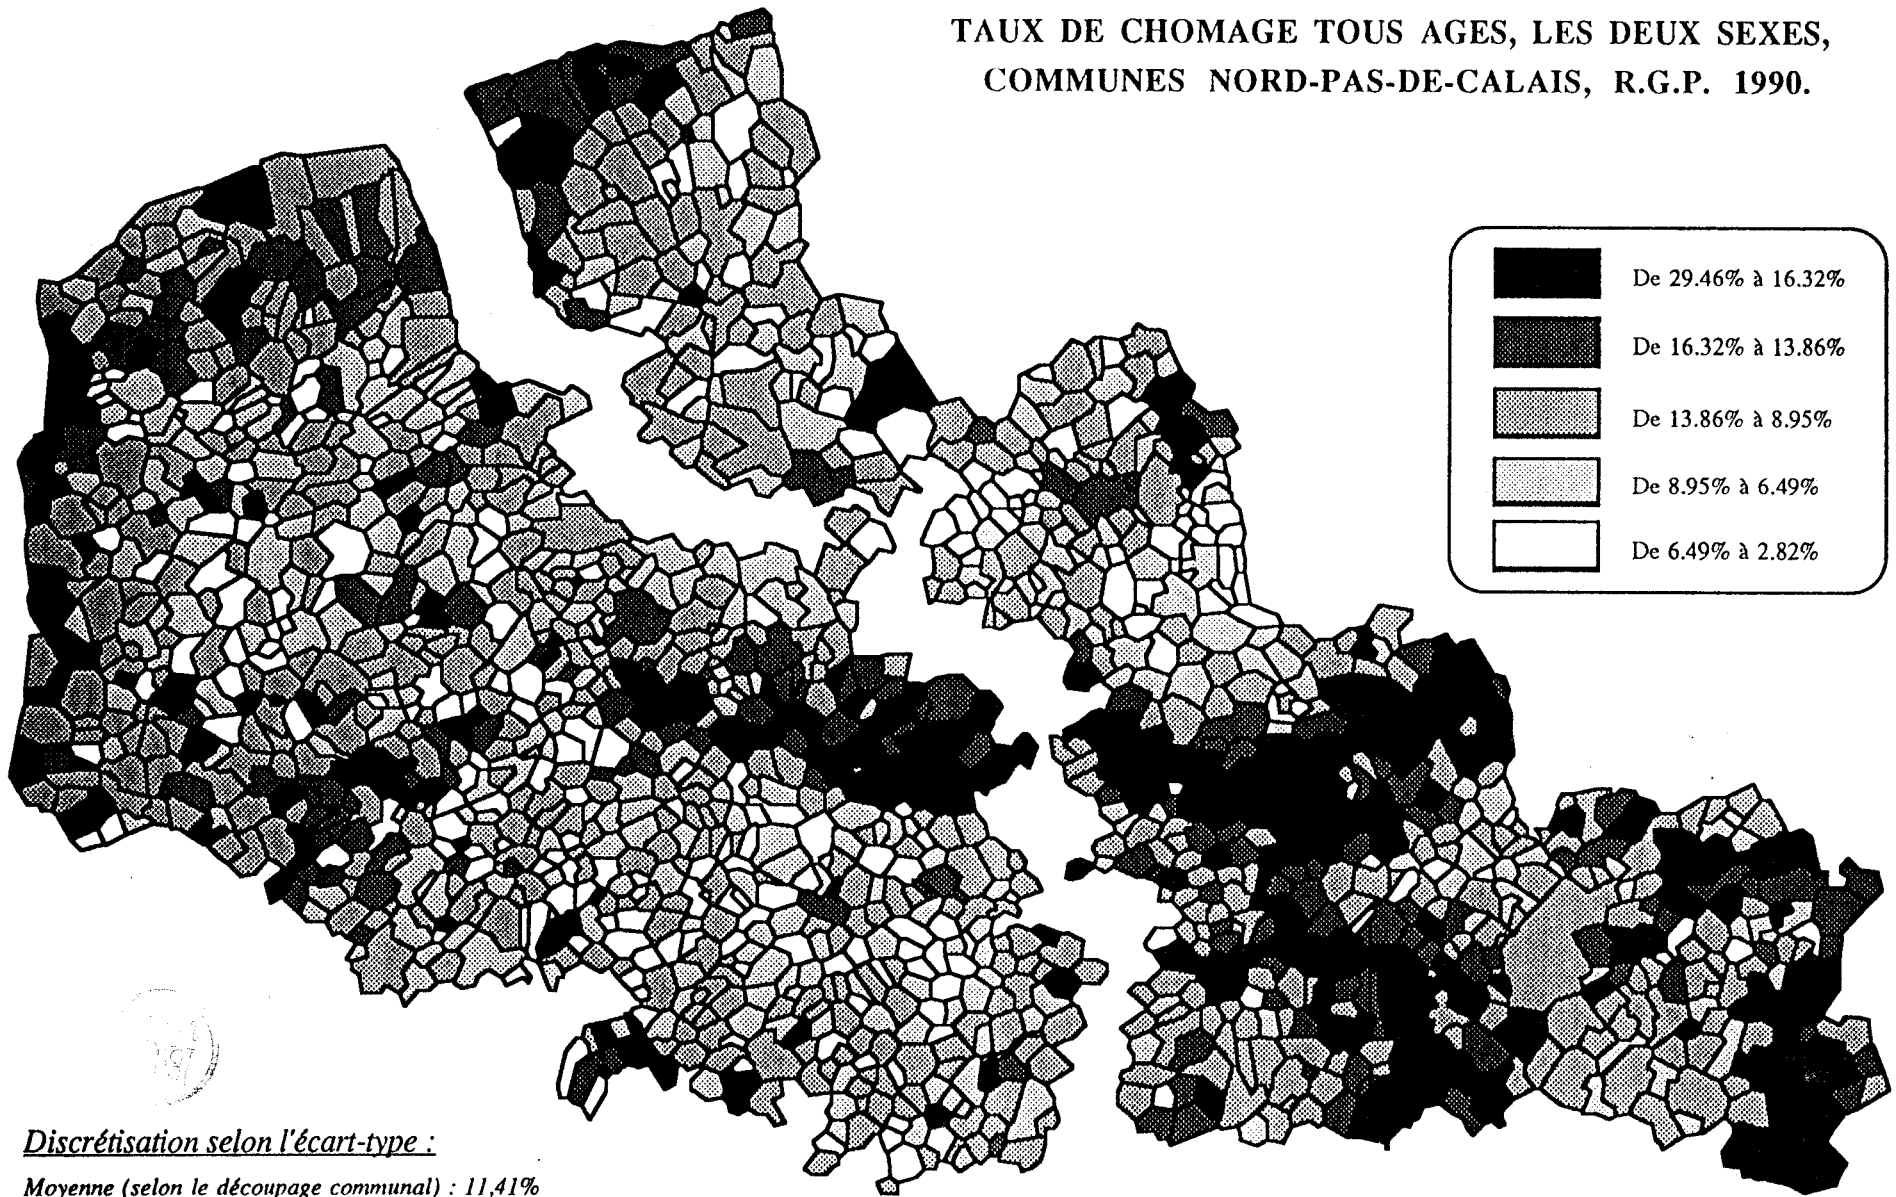 TAUX DE CHOMAGE TOUS AGES, LES DEUX SEXES,
COMMUNES NORD-PAS-DE-CALAIS, R.G.P. 1990.
De 29.46% à 16.32%
De 16.32% à 13.86%
De 13.86% à 8.95%
De 8.95% à 6.49%
De 6.49% à 2.82%
Discrétisation selon l'écart-type :
Moyenne (selon le découpage communal) : 11,41%